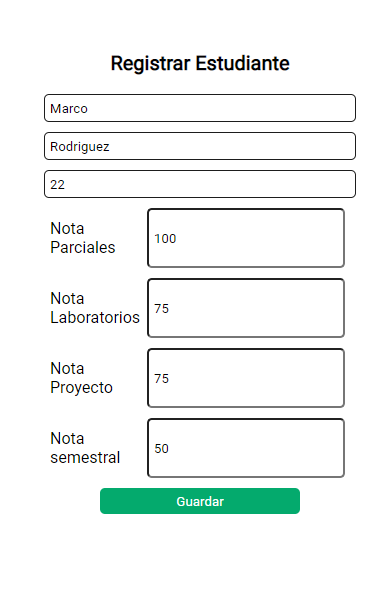 Registrar Estudiante
Marco
Rodriguez
22
Nota
Parciales
100
Nota
Laboratorios
75
Nota
Proyecto
75
Nota
semestral
50
Guardar